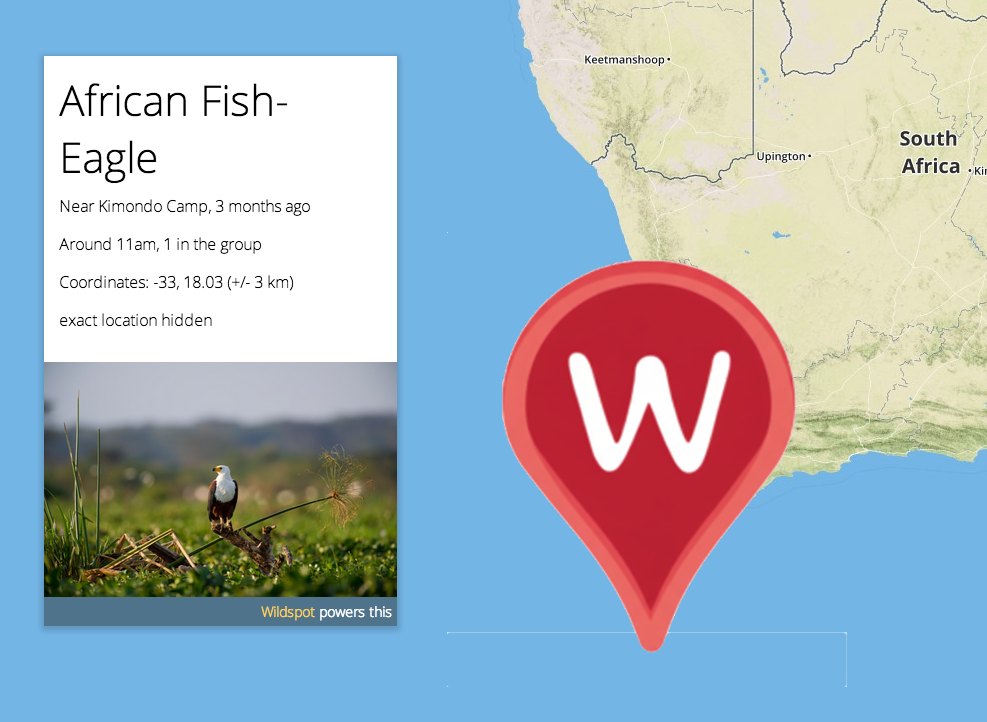 African Fish-
Eagle
Near Kimondo Camp, 3 months ago
Around 11am, 1 in the group
Coordinates: -33, 18.03 (+/- 3 km)
exact location hidden
Wildspot powers this
Keetmanshoop
Upington
South
Africa
W